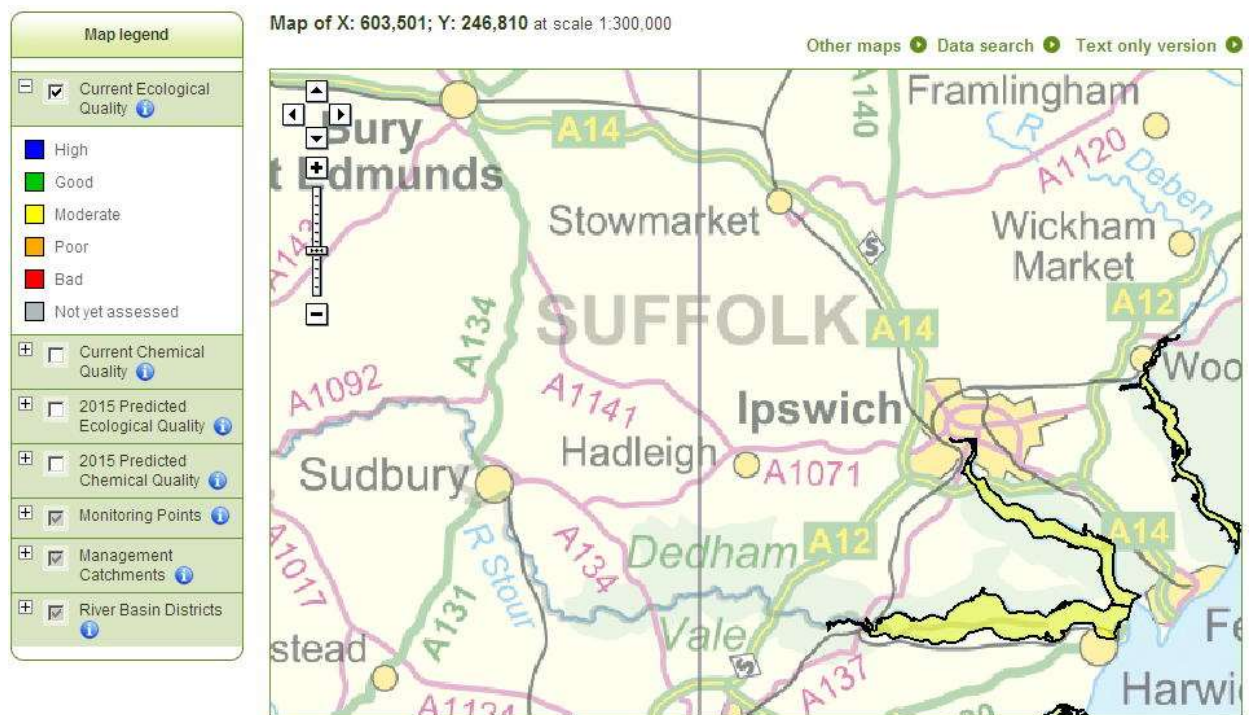 Map legend
Current Ecological
Quality
High
Good
Moderate
Poor
Bad
Not yet assessed
Current Chemical
Quality
2015 Predicted
Ecological Quality
2015 Predicted
Chemical Quality
Monitoring Points
Management
Catchments
River Basin Districts
Map of X: 603,501; Y: 246,810 at scale 1:300,000
Other maps
Data search
Text only version
Framlingham
A140
A14
Bury
t Edmunds
A1120
R Deben
A143
Stowmarket
S
Wickham
Market
A12
SUFFOLK
A14
A134
Woo
A1092
A1141
Ipswich
Hadleigh
A1071
Sudbury
A14
A12
Dedham
Vale
R Stour
A134
A1017
A131
stead
S
A137
Fe
Harwi
A1124